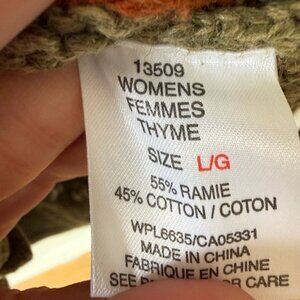 13509
WOMENS
FEMMES
THYME
SIZE L/G
55% RAMIE
45% COTTON / COTON
WPL6635/CA05331
MADE IN CHINA
FABRIQUE EN CHINE
SEE OR CARE